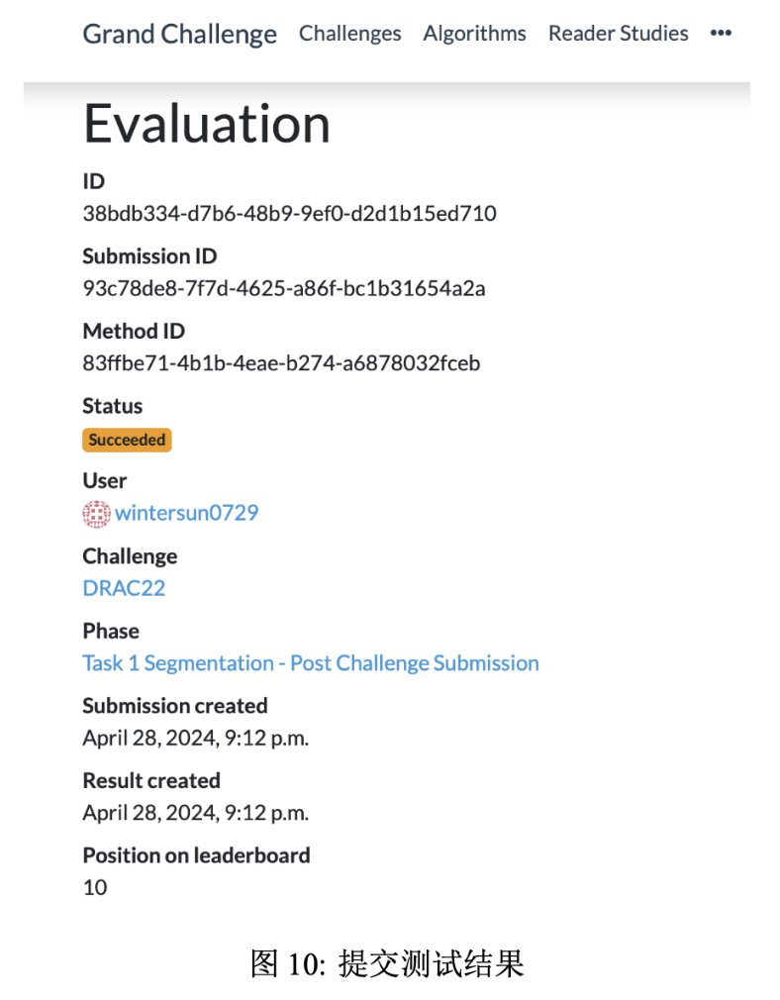 Grand Challenge Challenges Algorithms Reader Studies •••
Evaluation
ID
38bdb334-d7b6-48b9-9ef0-d2d1b15ed710
Submission ID
93c78de8-7f7d-4625-a86f-bc1b31654a2a
Method ID
83ffbe71-4b1b-4eae-b274-a6878032fceb
Status
Succeeded
User
wintersun0729
Challenge
DRAC22
Phase
Task 1 Segmentation - Post Challenge Submission
Submission created
April 28, 2024, 9:12 p.m.
Result created
April 28, 2024, 9:12 p.m.
Position on leaderboard
10
图 10: 提交测试结果